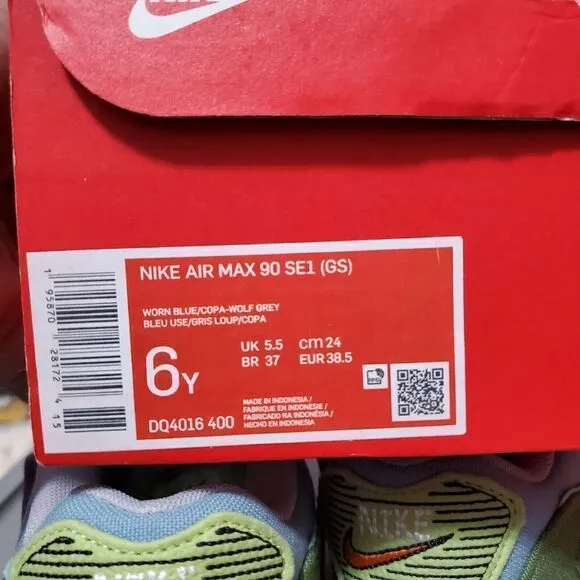 NIKE AIR MAX 90 SE1 (GS)
WORN BLUE/COPA-WOLF GREY
BLEU USE/GRIS LOUP/COPA
6Y
UK 5.5 cm 24
BR 37 EUR 38.5
DQ4016 400
MADE IN INDONESIA/
FABRIQUE EN INDONESIE/
FABRICADO NA INDONÉSIA/
HECHO EN INDONESIA
1 95870 28172 4 15
NIKE